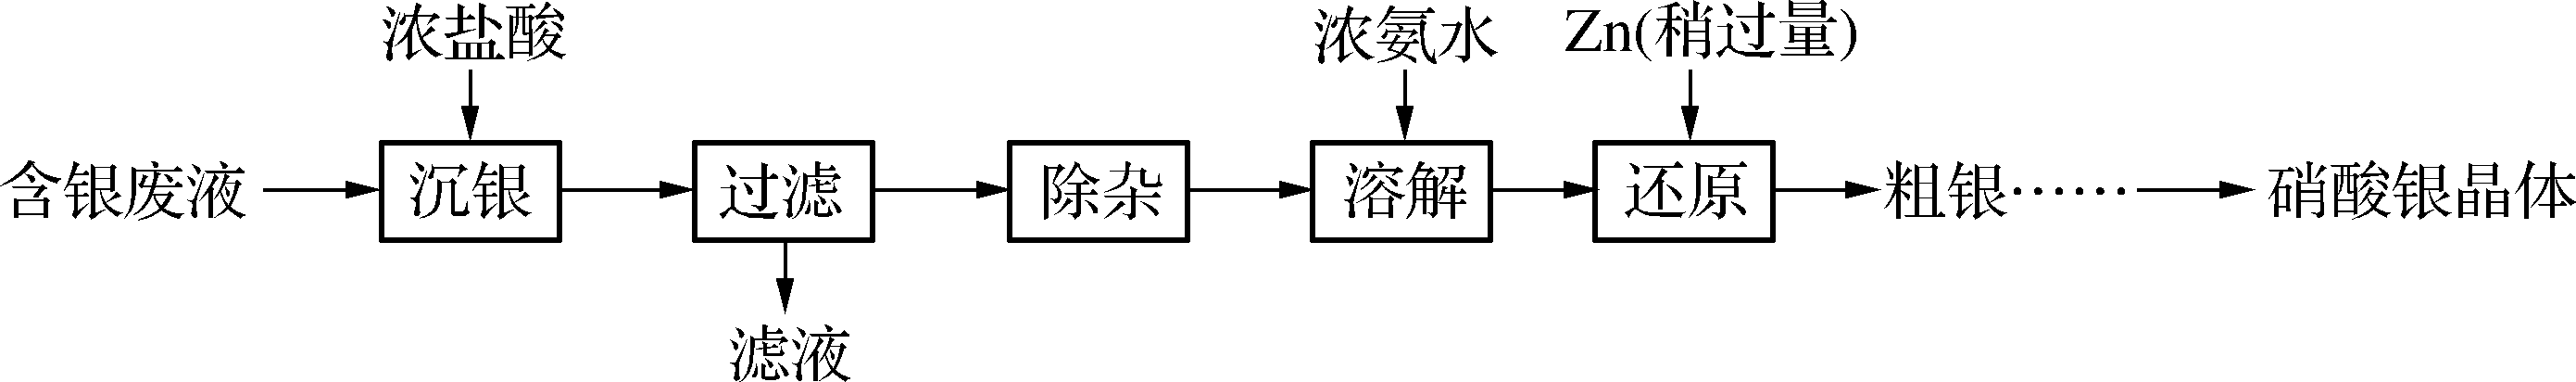 浓盐酸 浓氨水 Zn(稍过量)
含银废液 沉银 过滤 除杂 溶解 还原 粗银…… 硝酸银晶体
滤液